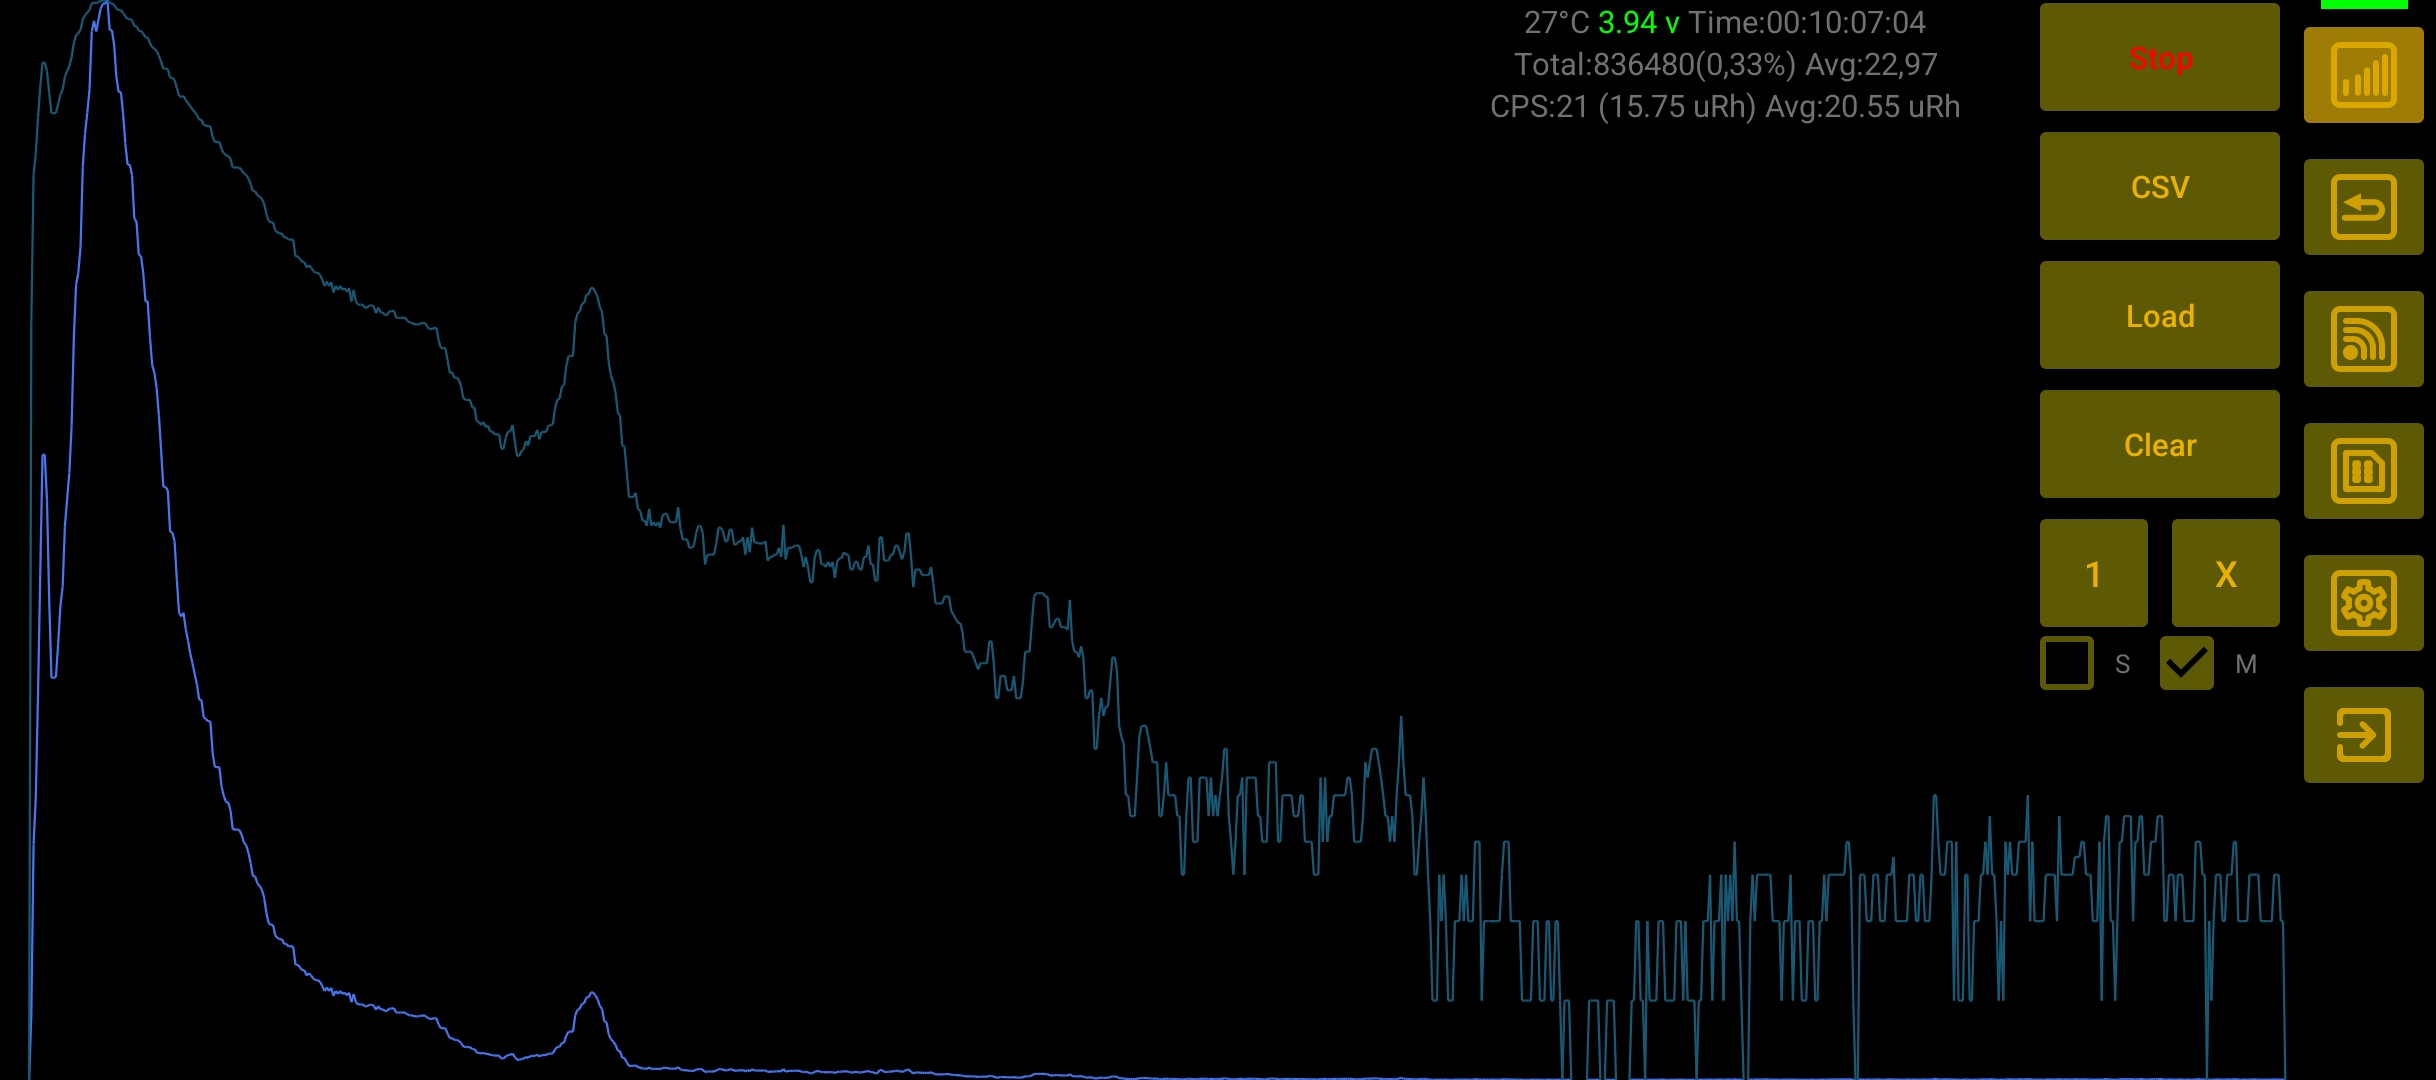 27°C 3.94 v Time:00:10:07:04
Total:836480(0,33%) Avg:22,97
CPS:21 (15.75 uRh) Avg:20.55 uRh
Stop
CSV
Load
Clear
1 X
S M